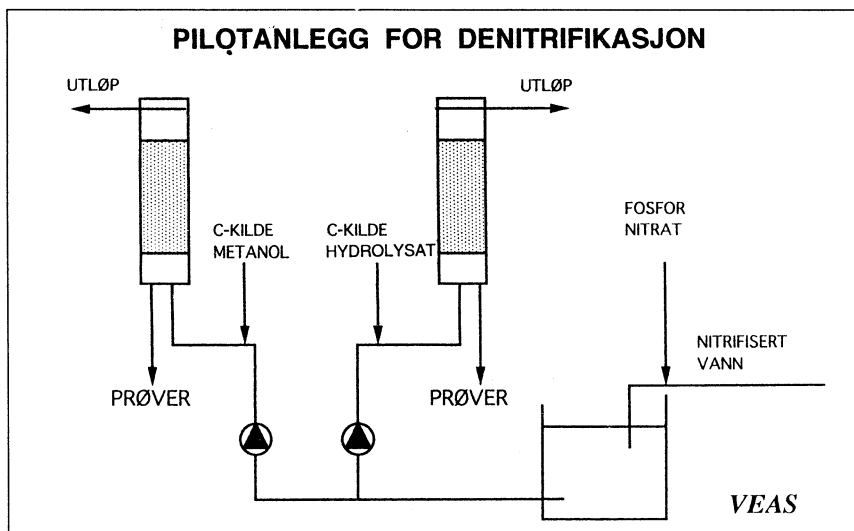 PILOTANLEGG FOR DENITRIFIKASJON
UTLØP
UTLØP
C-KILDE
METANOL
C-KILDE
HYDROLYSAT
FOSFOR
NITRAT
NITRIFISERT
VANN
PRØVER
PRØVER
VEAS